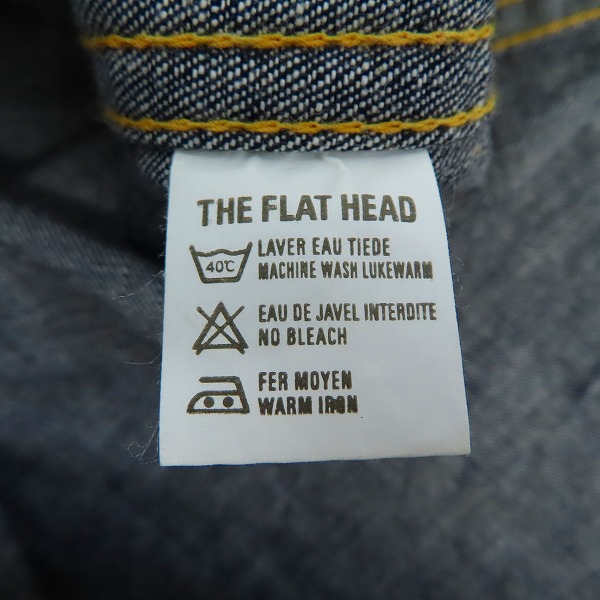 THE FLAT HEAD
40℃
LAVER EAU TIEDE
MACHINE WASH LUKEWARM
EAU DE JAVEL INTERDITE
NO BLEACH
FER MOYEN
WARM IRON